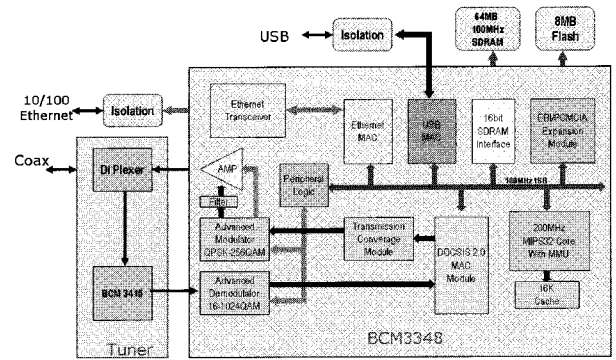 USB
Isolation
64MB
100MHz
SDRAM
8MB
Flash
10/100
Ethernet
Isolation
Ethernet
Transceiver
Ethernet
MAC
USB
MAC
16bit
SDRAM
Interface
EBI/PCMCIA
Expansion
Module
Coax
Di Plexer
AMP
Filter
Peripheral
Logic
100MHz ISB
Advanced
Modulator
QPSK-256QAM
Transmission
Converage
Module
DOCSIS 2.0
MAC
Module
200MHz
MIPS32 Core
With MMU
16K
Cache
BCM 3415
Advanced
Demodulator
16-1024QAM
Tuner
BCM3348